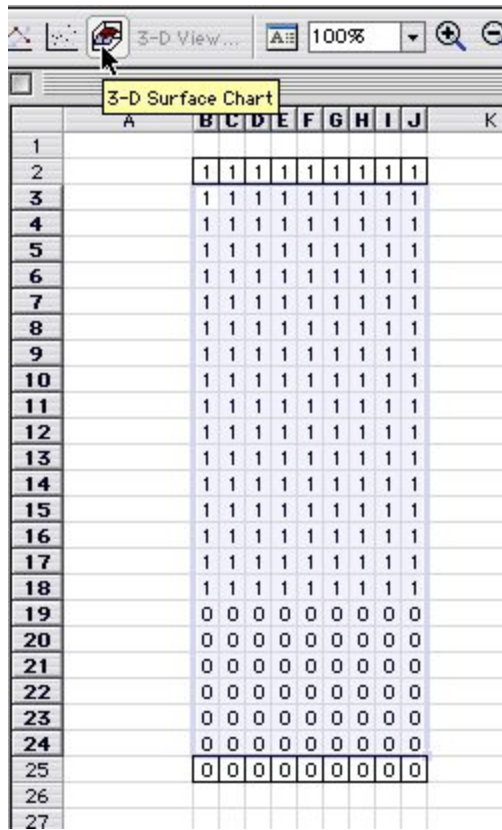 3-D View... 100%
3-D Surface Chart
A B C D E F G H I J K
1
2 1 1 1 1 1 1 1 1 1
3 1 1 1 1 1 1 1 1 1
4 1 1 1 1 1 1 1 1 1
5 1 1 1 1 1 1 1 1 1
6 1 1 1 1 1 1 1 1 1
7 1 1 1 1 1 1 1 1 1
8 1 1 1 1 1 1 1 1 1
9 1 1 1 1 1 1 1 1 1
10 1 1 1 1 1 1 1 1 1
11 1 1 1 1 1 1 1 1 1
12 1 1 1 1 1 1 1 1 1
13 1 1 1 1 1 1 1 1 1
14 1 1 1 1 1 1 1 1 1
15 1 1 1 1 1 1 1 1 1
16 1 1 1 1 1 1 1 1 1
17 1 1 1 1 1 1 1 1 1
18 1 1 1 1 1 1 1 1 1
19 0 0 0 0 0 0 0 0 0
20 0 0 0 0 0 0 0 0 0
21 0 0 0 0 0 0 0 0 0
22 0 0 0 0 0 0 0 0 0
23 0 0 0 0 0 0 0 0 0
24 0 0 0 0 0 0 0 0 0
25 0 0 0 0 0 0 0 0 0
26
27